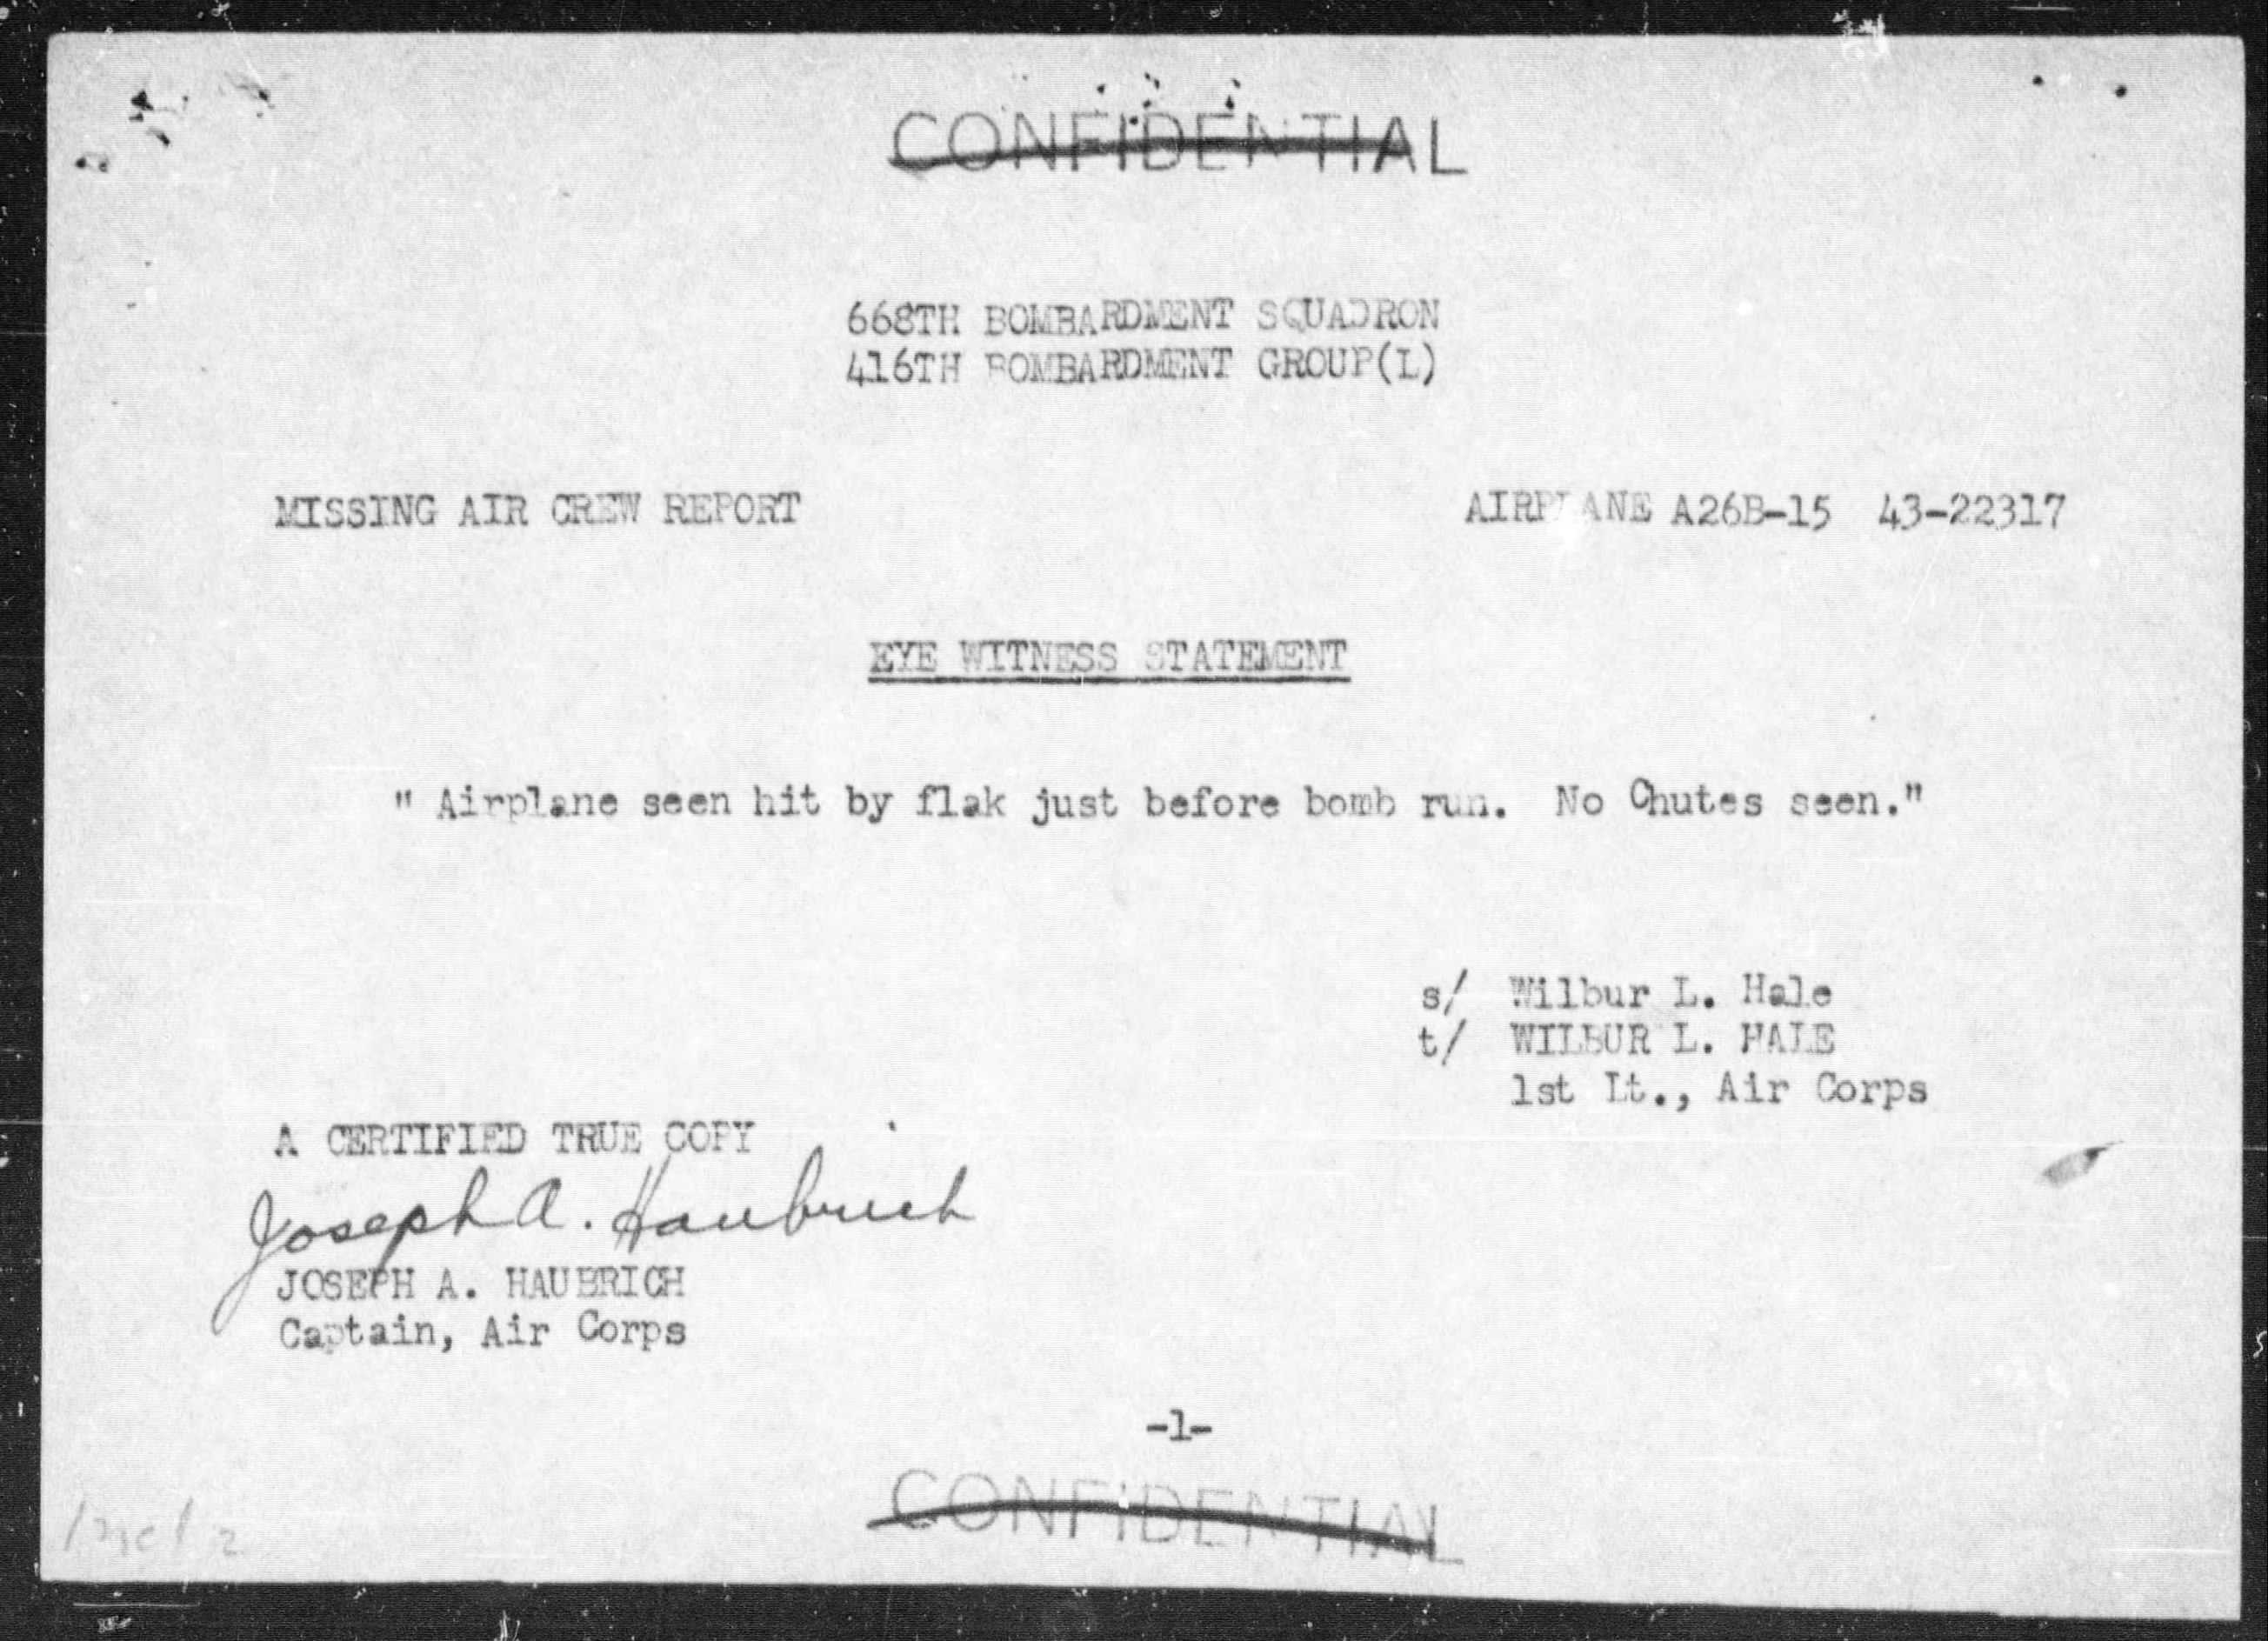 CONFIDENTIAL
668TH BOMBARDMENT SQUADRON
416TH BOMBARDMENT GROUP(L)
MISSING AIR CREW REPORT AIRPLANE A26B-15 43-22317
EYE WITNESS STATEMENT
" Airplane seen hit by flak just before bomb run. No Chutes seen."
s/ Wilbur L. Hale
t/ WILBUR L. HALE
1st Lt., Air Corps
A CERTIFIED TRUE COPY
Joseph A. Haubrich
JOSEPH A. HAUBRICH
Captain, Air Corps
-1-
CONFIDENTIAL